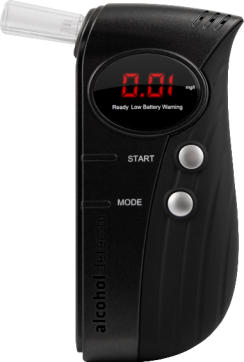 0.01 mg/l
Ready Low Battery Warning
START
MODE
alcohol